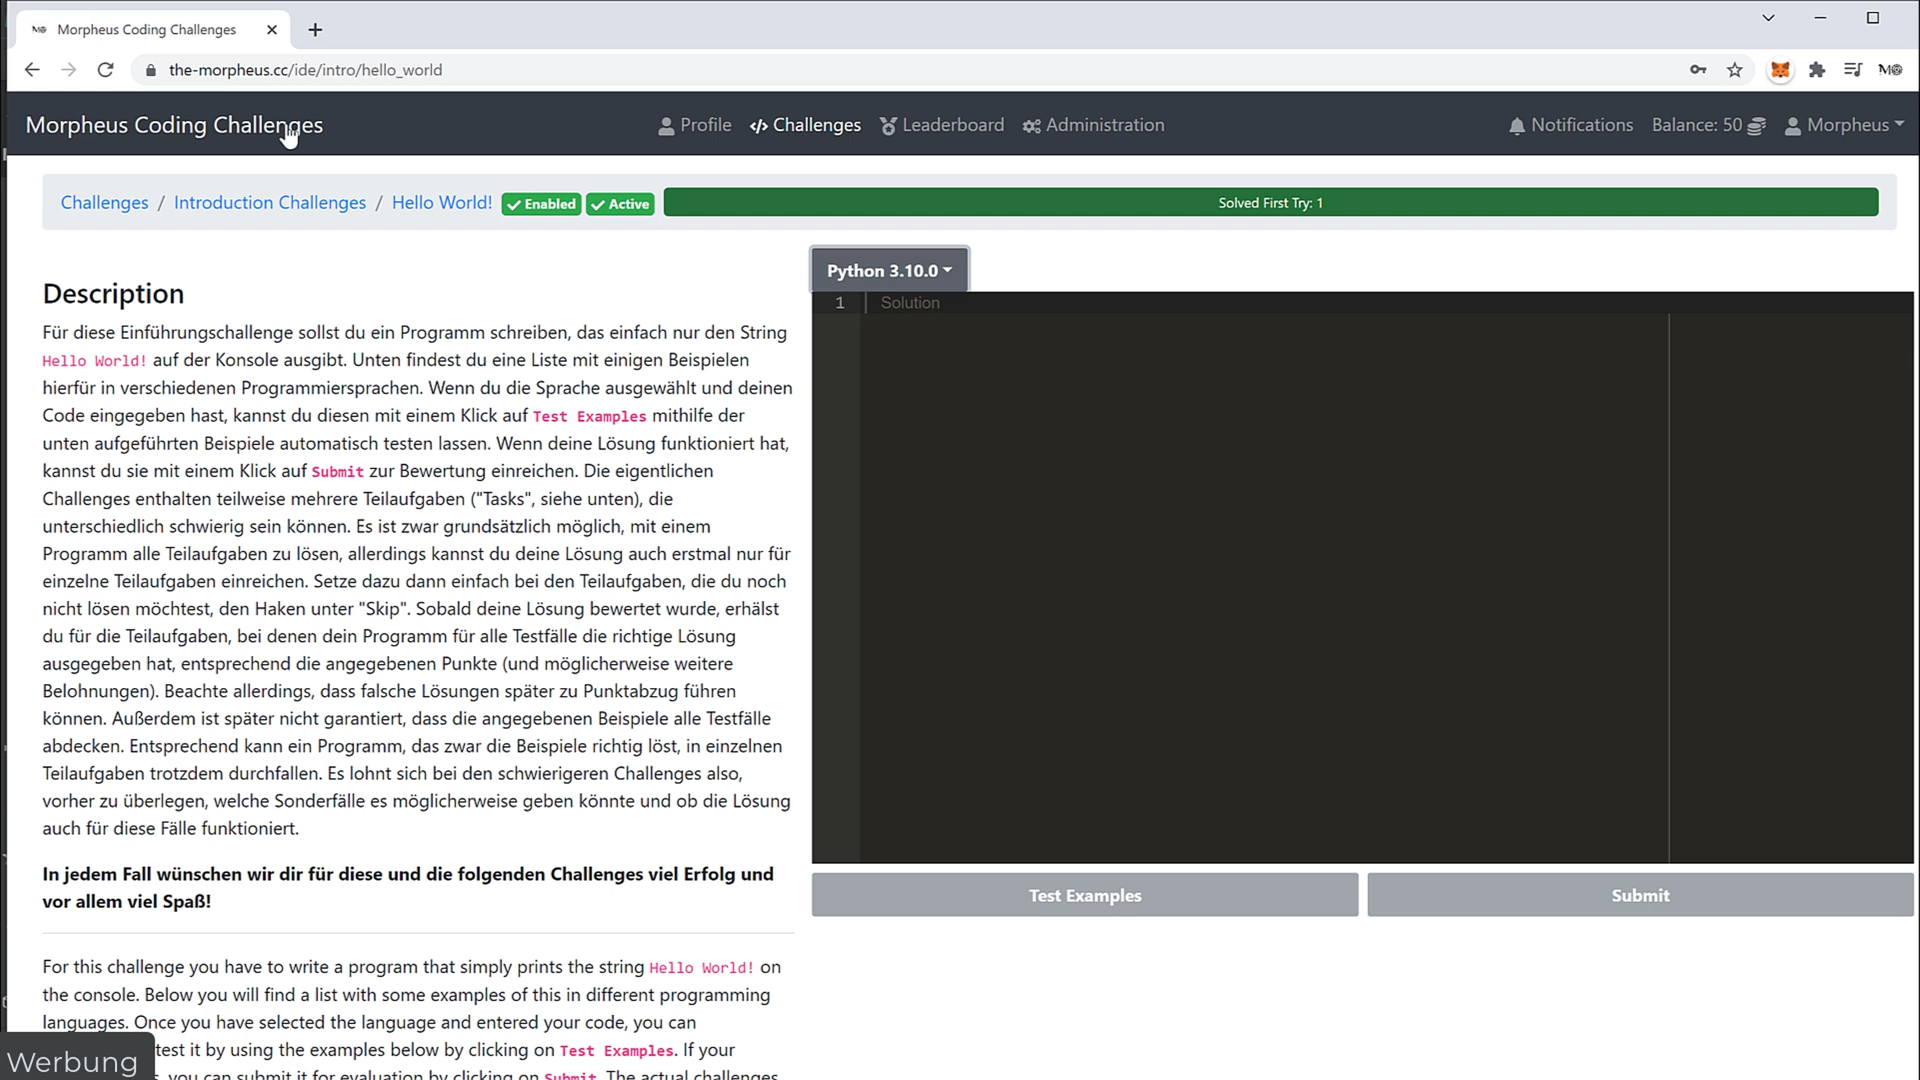 Morpheus Coding Challenges
the-morpheus.cc/ide/intro/hello_world
Morpheus Coding Challenges
Profile
Challenges
Leaderboard
Administration
Notifications
Balance: 50
Morpheus
Challenges / Introduction Challenges / Hello World! Enabled Active
Solved First Try: 1
Description
Für diese Einführungschallenge sollst du ein Programm schreiben, das einfach nur den String
Hello World! auf der Konsole ausgibt. Unten findest du eine Liste mit einigen Beispielen
hierfür in verschiedenen Programmiersprachen. Wenn du die Sprache ausgewählt und deinen
Code eingegeben hast, kannst du diesen mit einem Klick auf Test Examples mithilfe der
unten aufgeführten Beispiele automatisch testen lassen. Wenn deine Lösung funktioniert hat,
kannst du sie mit einem Klick auf Submit zur Bewertung einreichen. Die eigentlichen
Challenges enthalten teilweise mehrere Teilaufgaben ("Tasks", siehe unten), die
unterschiedlich schwierig sein können. Es ist zwar grundsätzlich möglich, mit einem
Programm alle Teilaufgaben zu lösen, allerdings kannst du deine Lösung auch erstmal nur für
einzelne Teilaufgaben einreichen. Setze dazu dann einfach bei den Teilaufgaben, die du noch
nicht lösen möchtest, den Haken unter "Skip". Sobald deine Lösung bewertet wurde, erhälst
du für die Teilaufgaben, bei denen dein Programm für alle Testfälle die richtige Lösung
ausgegeben hat, entsprechend die angegebenen Punkte (und möglicherweise weitere
Belohnungen). Beachte allerdings, dass falsche Lösungen später zu Punktabzug führen
können. Außerdem ist später nicht garantiert, dass die angegebenen Beispiele alle Testfälle
abdecken. Entsprechend kann ein Programm, das zwar die Beispiele richtig löst, in einzelnen
Teilaufgaben trotzdem durchfallen. Es lohnt sich bei den schwierigeren Challenges also,
vorher zu überlegen, welche Sonderfälle es möglicherweise geben könnte und ob die Lösung
auch für diese Fälle funktioniert.
In jedem Fall wünschen wir dir für diese und die folgenden Challenges viel Erfolg und
vor allem viel Spaß!
For this challenge you have to write a program that simply prints the string Hello World! on
the console. Below you will find a list with some examples of this in different programming
languages. Once you have selected the language and entered your code, you can
test it by using the examples below by clicking on Test Examples. If your
you can submit it for evaluation by clicking on Submit. The actual challenges
Python 3.10.0
1 Solution
Test Examples
Submit
Werbung